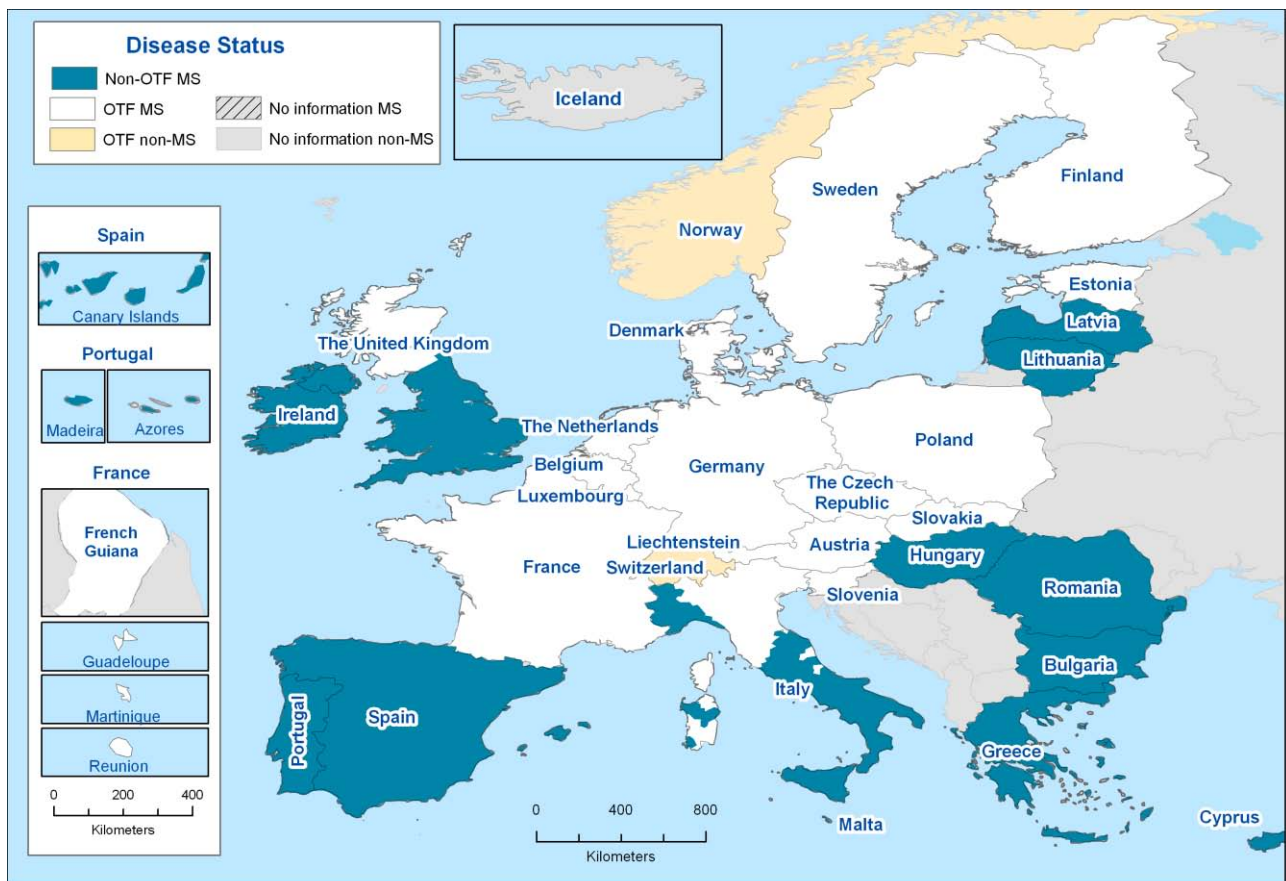 Disease Status
Non-OTF MS
OTF MS
OTF non-MS
No information MS
No information non-MS
Iceland
Spain
Canary Islands
Portugal
Madeira
Azores
France
French
Guiana
Guadeloupe
Martinique
Reunion
0 200 400
Kilometers
Finland
Sweden
Norway
Estonia
Latvia
Lithuania
Denmark
The United Kingdom
Ireland
The Netherlands
Poland
Belgium
Germany
The Czech
Republic
Luxembourg
Slovakia
Liechtenstein
Austria
Hungary
France
Switzerland
Slovenia
Romania
Bulgaria
Italy
Portugal
Spain
Greece
Malta
Cyprus
0 400 800
Kilometers